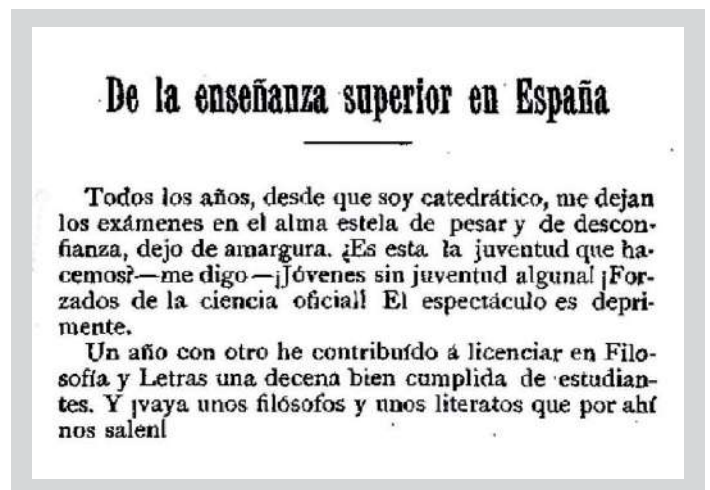 De la enseñanza superior en España
Todos los años, desde que soy catedrático, me dejan
los exámenes en el alma estela de pesar y de descon-
fianza, dejo de amargura. ¿Es esta la juventud que ha-
cemos?—me digo—¡Jóvenes sin juventud alguna! ¡For-
zados de la ciencia oficial! El espectáculo es depri-
mente.
Un año con otro he contribuído á licenciar en Filo-
sofía y Letras una decena bien cumplida de estudian-
tes. Y ¡vaya unos filósofos y unos literatos que por ahí
nos salen!